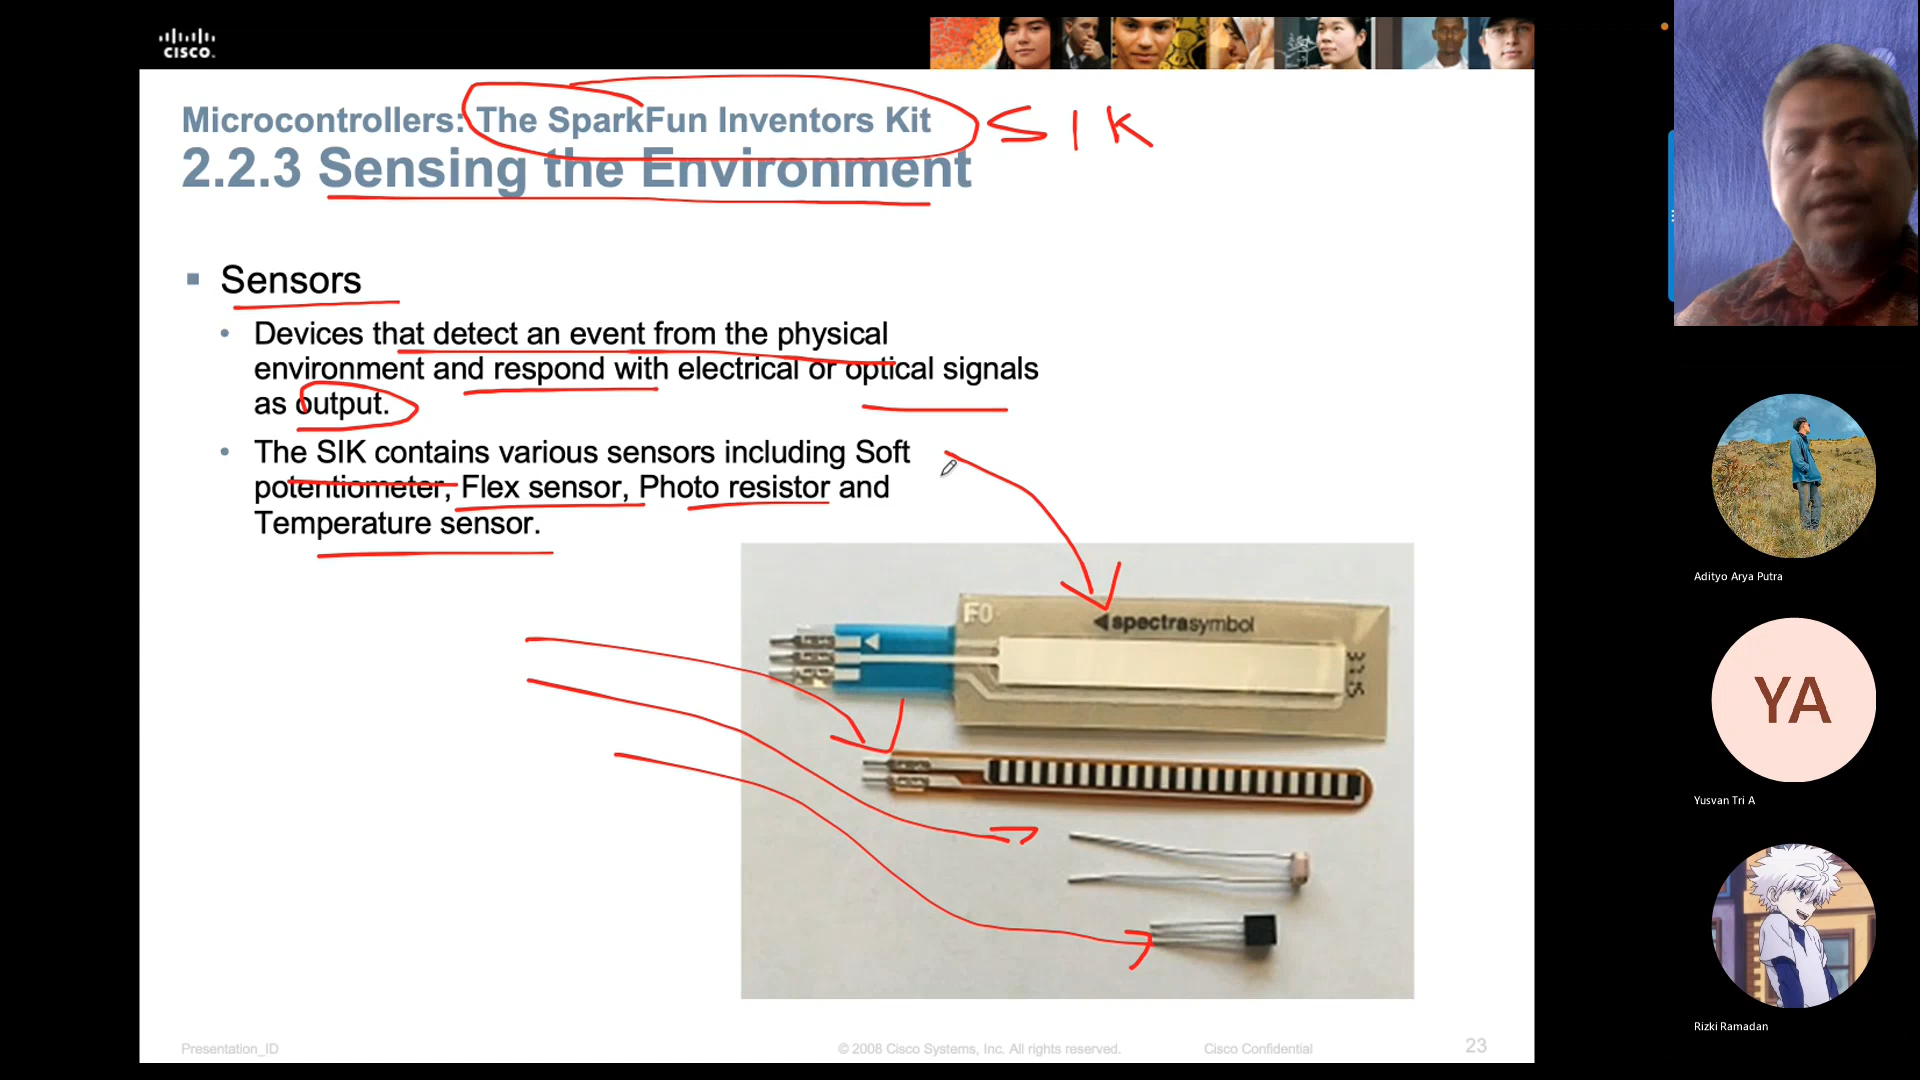 CISCO.
Microcontrollers: The SparkFun Inventors Kit
SIK
2.2.3 Sensing the Environment
Sensors
Devices that detect an event from the physical
environment and respond with electrical or optical signals
as output.
The SIK contains various sensors including Soft
potentiometer, Flex sensor, Photo resistor and
Temperature sensor.
F0
spectrasymbol
Presentation_ID
© 2008 Cisco Systems, Inc. All rights reserved.
Cisco Confidential
23
Adityo Arya Putra
YA
Yusvan Tri A
Rizki Ramadan